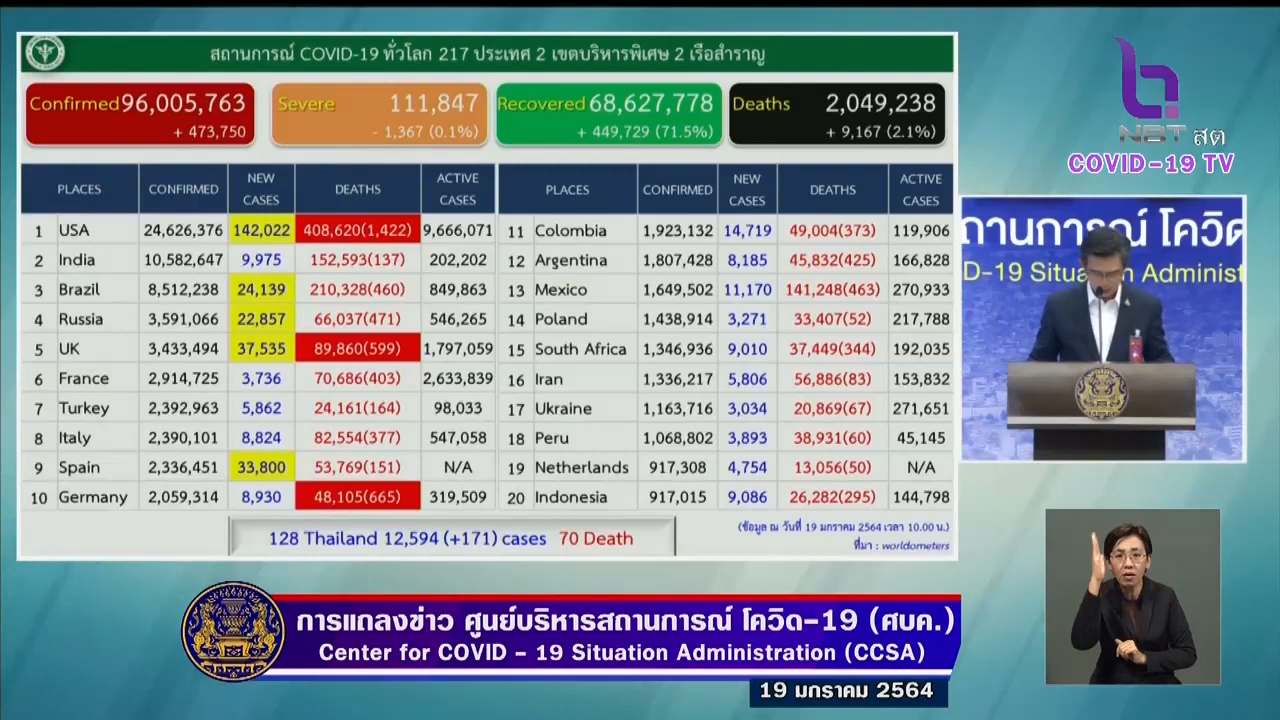 สถานการณ์ COVID-19 ทั่วโลก 217 ประเทศ 2 เขตบริหารพิเศษ 2 เรือสำราญ
Confirmed 96,005,763
+ 473,750
Severe 111,847
- 1,367 (0.1%)
Recovered 68,627,778
+ 449,729 (71.5%)
Deaths 2,049,238
+ 9,167 (2.1%)
NBT สด
COVID-19 TV
PLACES CONFIRMED NEW CASES DEATHS ACTIVE CASES
1 USA 24,626,376 142,022 408,620(1,422) 9,666,071
2 India 10,582,647 9,975 152,593(137) 202,202
3 Brazil 8,512,238 24,139 210,328(460) 849,863
4 Russia 3,591,066 22,857 66,037(471) 546,265
5 UK 3,433,494 37,535 89,860(599) 1,797,059
6 France 2,914,725 3,736 70,686(403) 2,633,839
7 Turkey 2,392,963 5,862 24,161(164) 98,033
8 Italy 2,390,101 8,824 82,554(377) 547,058
9 Spain 2,336,451 33,800 53,769(151) N/A
10 Germany 2,059,314 8,930 48,105(665) 319,509
PLACES CONFIRMED NEW CASES DEATHS ACTIVE CASES
11 Colombia 1,923,132 14,719 49,004(373) 119,906
12 Argentina 1,807,428 8,185 45,832(425) 166,828
13 Mexico 1,649,502 11,170 141,248(463) 270,933
14 Poland 1,438,914 3,271 33,407(52) 217,788
15 South Africa 1,346,936 9,010 37,449(344) 192,035
16 Iran 1,336,217 5,806 56,886(83) 153,832
17 Ukraine 1,163,716 3,034 20,869(67) 271,651
18 Peru 1,068,802 3,893 38,931(60) 45,145
19 Netherlands 917,308 4,754 13,056(50) N/A
20 Indonesia 917,015 9,086 26,282(295) 144,798
128 Thailand 12,594 (+171) cases 70 Death
(ข้อมูล ณ วันที่ 19 มกราคม 2564 เวลา 10.00 น.)
ที่มา : worldometers
ถานการณ์ โควิด
D-19 Situation Administ
การแถลงข่าว ศูนย์บริหารสถานการณ์ โควิด-19 (ศบค.)
Center for COVID - 19 Situation Administration (CCSA)
19 มกราคม 2564